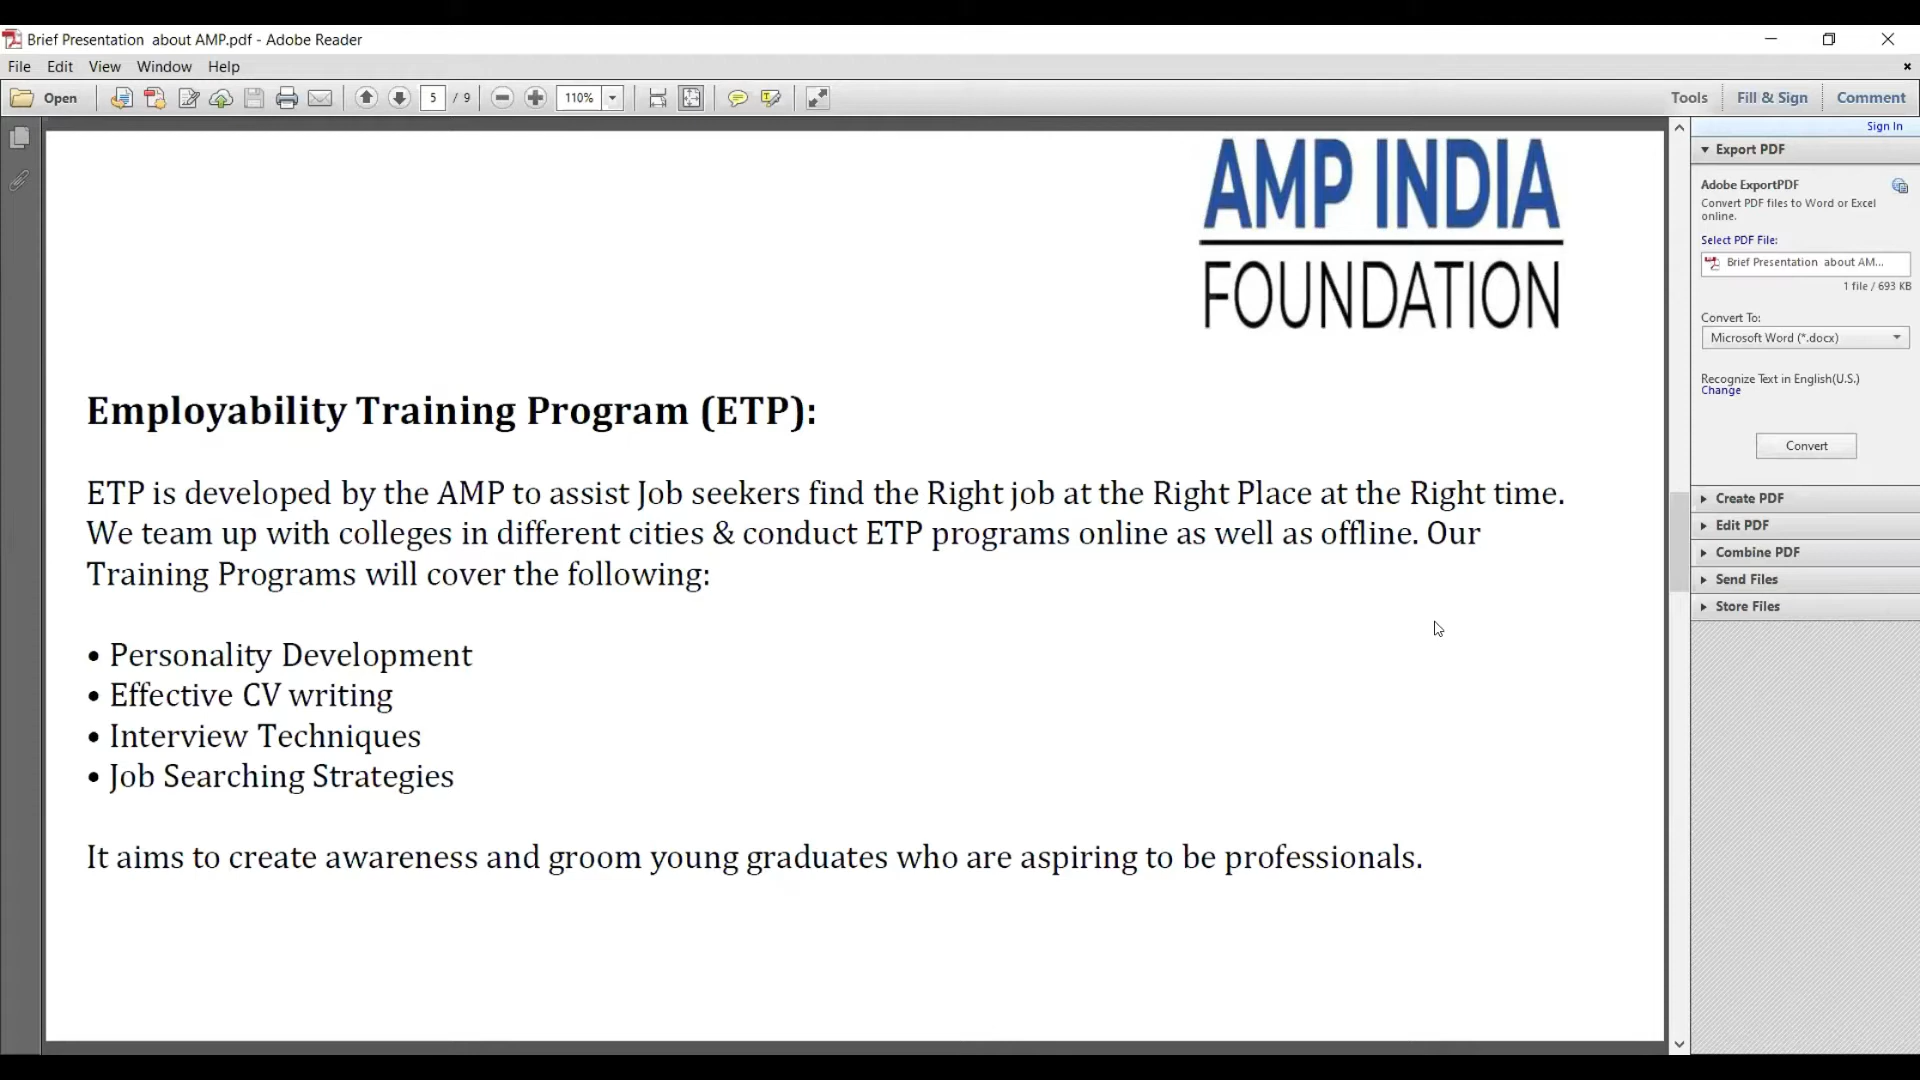 Brief Presentation  about AMP.pdf - Adobe Reader
File Edit View Window Help
Open 5 / 9 110% Tools Fill & Sign Comment
Sign In
AMP INDIA
FOUNDATION
Employability Training Program (ETP):
ETP is developed by the AMP to assist Job seekers find the Right job at the Right Place at the Right time.
We team up with colleges in different cities & conduct ETP programs online as well as offline. Our
Training Programs will cover the following:
• Personality Development
• Effective CV writing
• Interview Techniques
• Job Searching Strategies
It aims to create awareness and groom young graduates who are aspiring to be professionals.
Export PDF
Adobe ExportPDF
Convert PDF files to Word or Excel
online.
Select PDF File:
Brief Presentation  about AM...
1 file / 693 KB
Convert To:
Microsoft Word (*.docx)
Recognize Text in English(U.S.)
Change
Convert
Create PDF
Edit PDF
Combine PDF
Send Files
Store Files